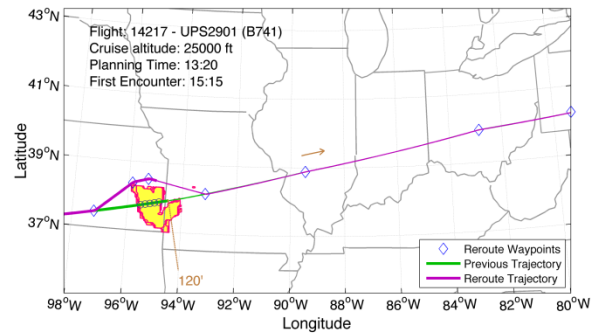 43°N
Flight: 14217 - UPS2901 (B741)
Cruise altitude: 25000 ft
Planning Time: 13:20
First Encounter: 15:15
41°N
Latitude
39°N
37°N
120'
Reroute Waypoints
Previous Trajectory
Reroute Trajectory
98°W 96°W 94°W 92°W 90°W 88°W 86°W 84°W 82°W 80°W
Longitude